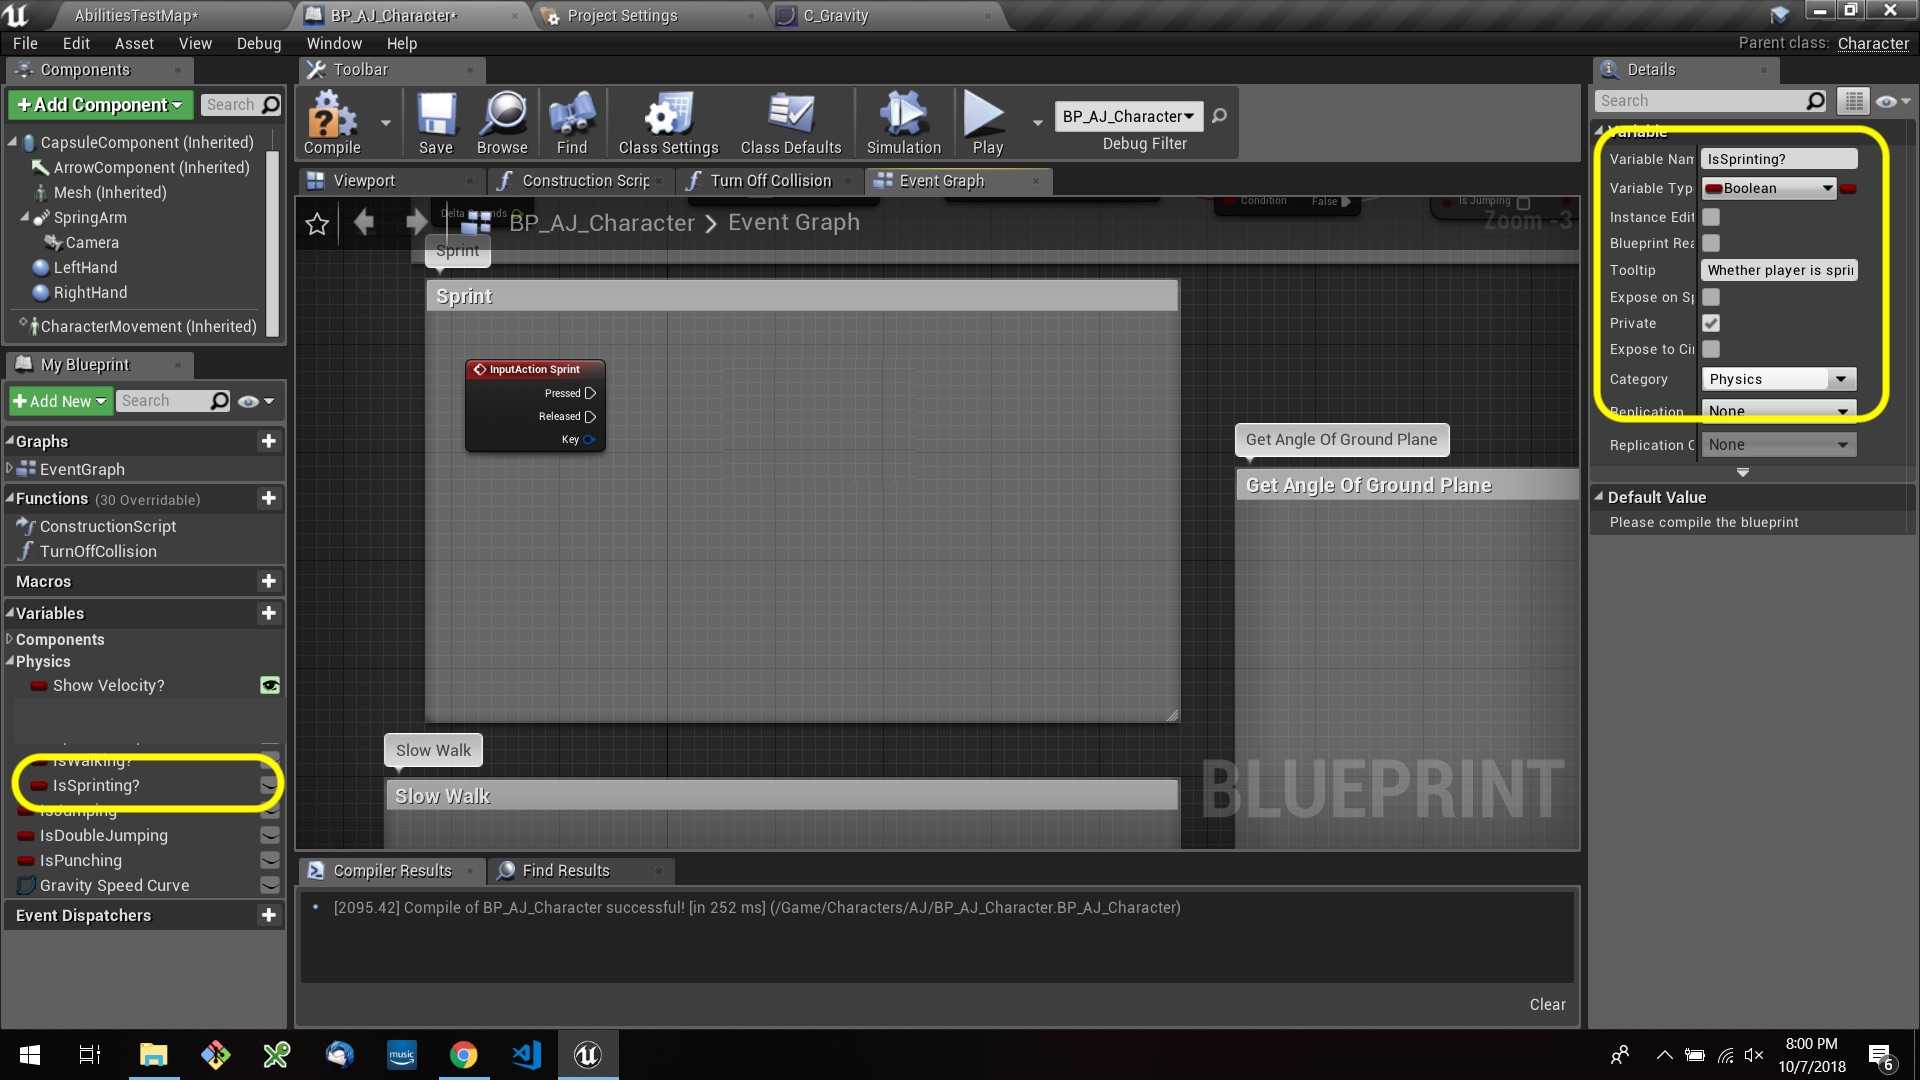 AbilitiesTestMap*
BP_AJ_Character*
Project Settings
C_Gravity
File Edit Asset View Debug Window Help
Parent class: Character
Components
Toolbar
Details
+Add Component
Search
CapsuleComponent (Inherited)
ArrowComponent (Inherited)
Mesh (Inherited)
SpringArm
Camera
LeftHand
RightHand
CharacterMovement (Inherited)
Compile
Save
Browse
Find
Class Settings
Class Defaults
Simulation
Play
BP_AJ_Character
Debug Filter
Viewport
Construction Scrip
Turn Off Collision
Event Graph
BP_AJ_Character > Event Graph
Zoom -3
Condition False
Is Jumping
Sprint
Sprint
InputAction Sprint
Pressed
Released
Key
Get Angle Of Ground Plane
Get Angle Of Ground Plane
Slow Walk
Slow Walk
BLUEPRINT
My Blueprint
+Add New
Search
Graphs
EventGraph
Functions (30 Overridable)
ConstructionScript
TurnOffCollision
Macros
Variables
Components
Physics
Show Velocity?
IsWalking?
IsSprinting?
IsJumping
IsDoubleJumping
IsPunching
Gravity Speed Curve
Event Dispatchers
Compiler Results
Find Results
[2095.42] Compile of BP_AJ_Character successful! [in 252 ms] (/Game/Characters/AJ/BP_AJ_Character.BP_AJ_Character)
Clear
Search
Variable
Variable Nam IsSprinting?
Variable Typ Boolean
Instance Edit
Blueprint Rea
Tooltip Whether player is sprin
Expose on Sp
Private
Expose to Cin
Category Physics
Replication None
Replication C None
Default Value
Please compile the blueprint
music
8:00 PM
10/7/2018
6